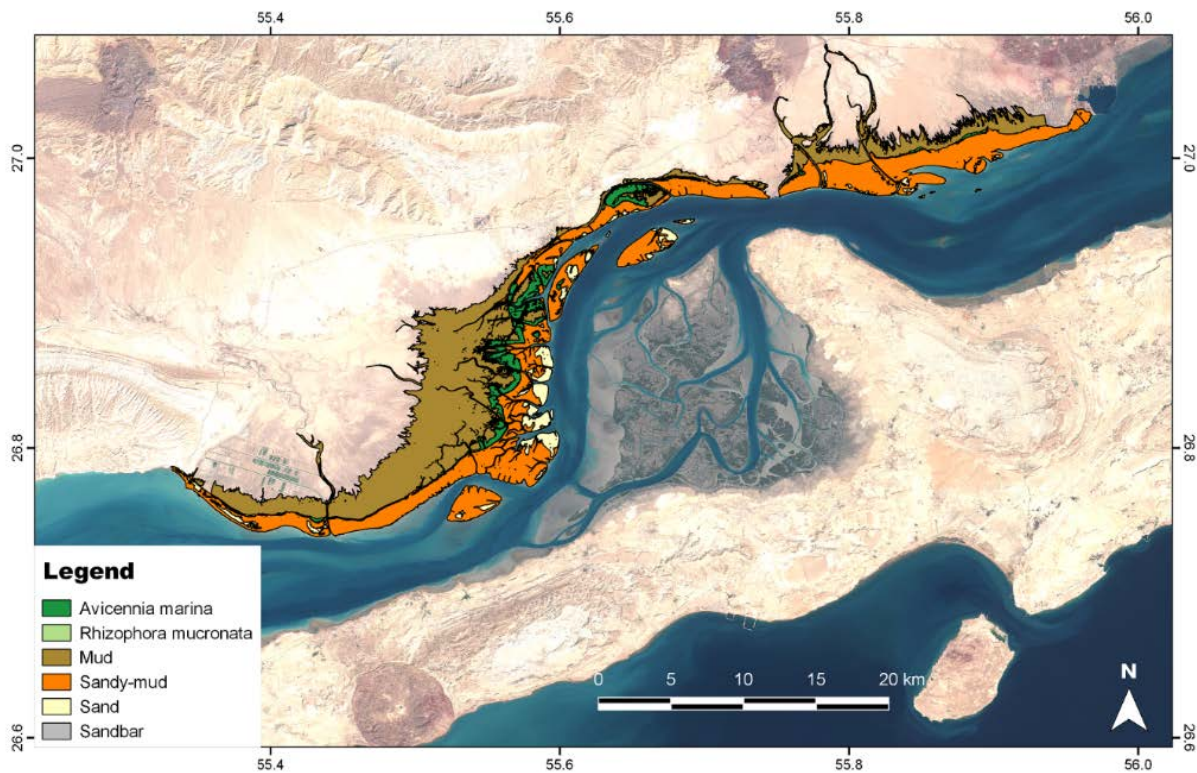 55.4 55.6 55.8 56.0
27.0 27.0
26.8 26.8
Legend
Avicennia marina
Rhizophora mucronata
Mud
Sandy-mud
Sand
Sandbar
0 5 10 15 20 km
N
26.6 26.6
55.4 55.6 55.8 56.0